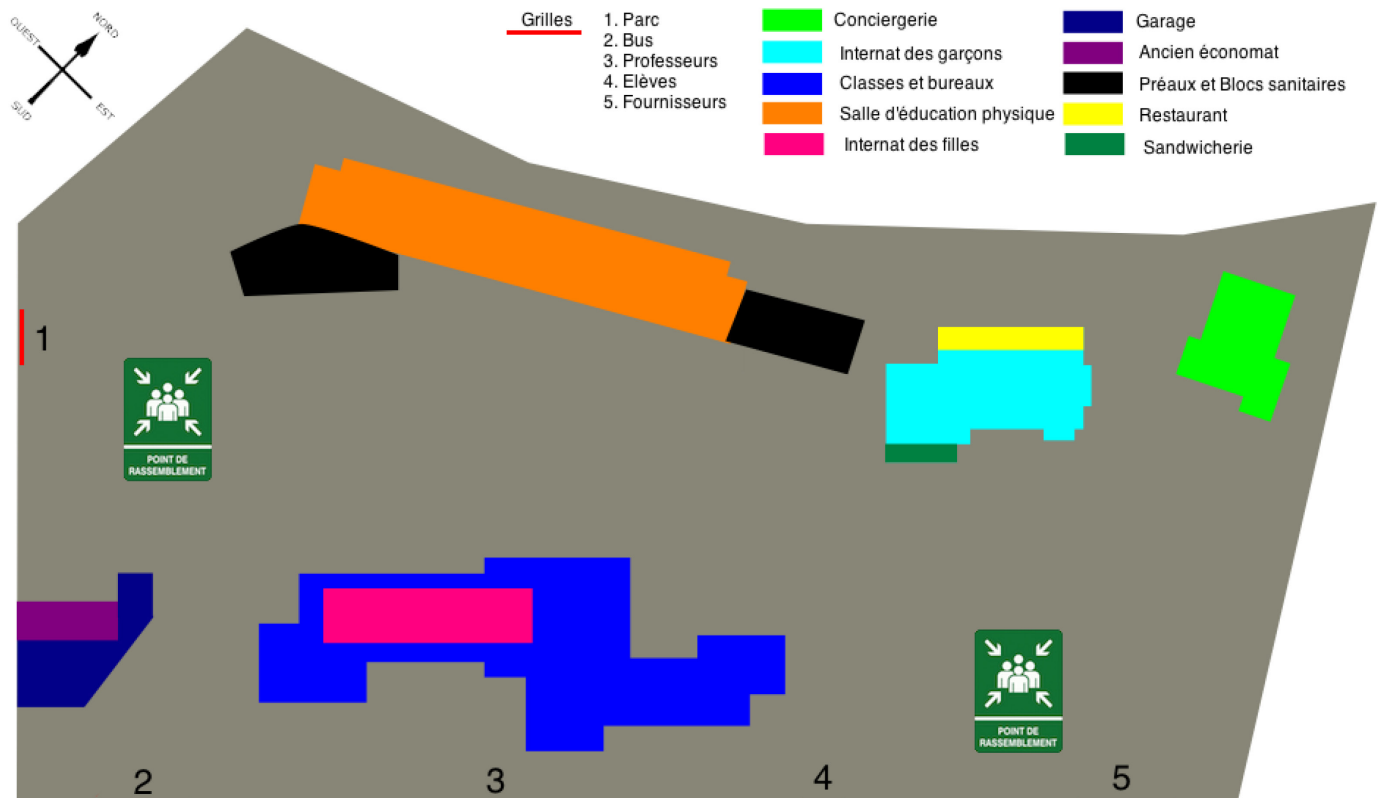 OUEST
NORD
SUD
EST
Grilles
1. Parc
2. Bus
3. Professeurs
4. Elèves
5. Fournisseurs
Conciergerie
Internat des garçons
Classes et bureaux
Salle d'éducation physique
Internat des filles
Garage
Ancien économat
Préaux et Blocs sanitaires
Restaurant
Sandwicherie
1
POINT DE
RASSEMBLEMENT
POINT DE
RASSEMBLEMENT
2
3
4
5